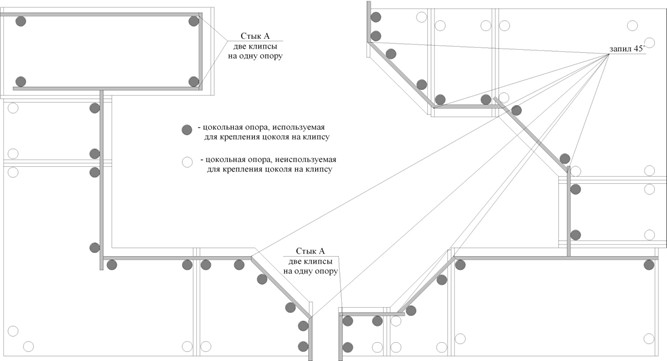 Стык А
две клипсы
на одну опору
запил 45°
- цокольная опора, используемая
для крепления цоколя на клипсу
- цокольная опора, неиспользуемая
для крепления цоколя на клипсу
Стык А
две клипсы
на одну опору